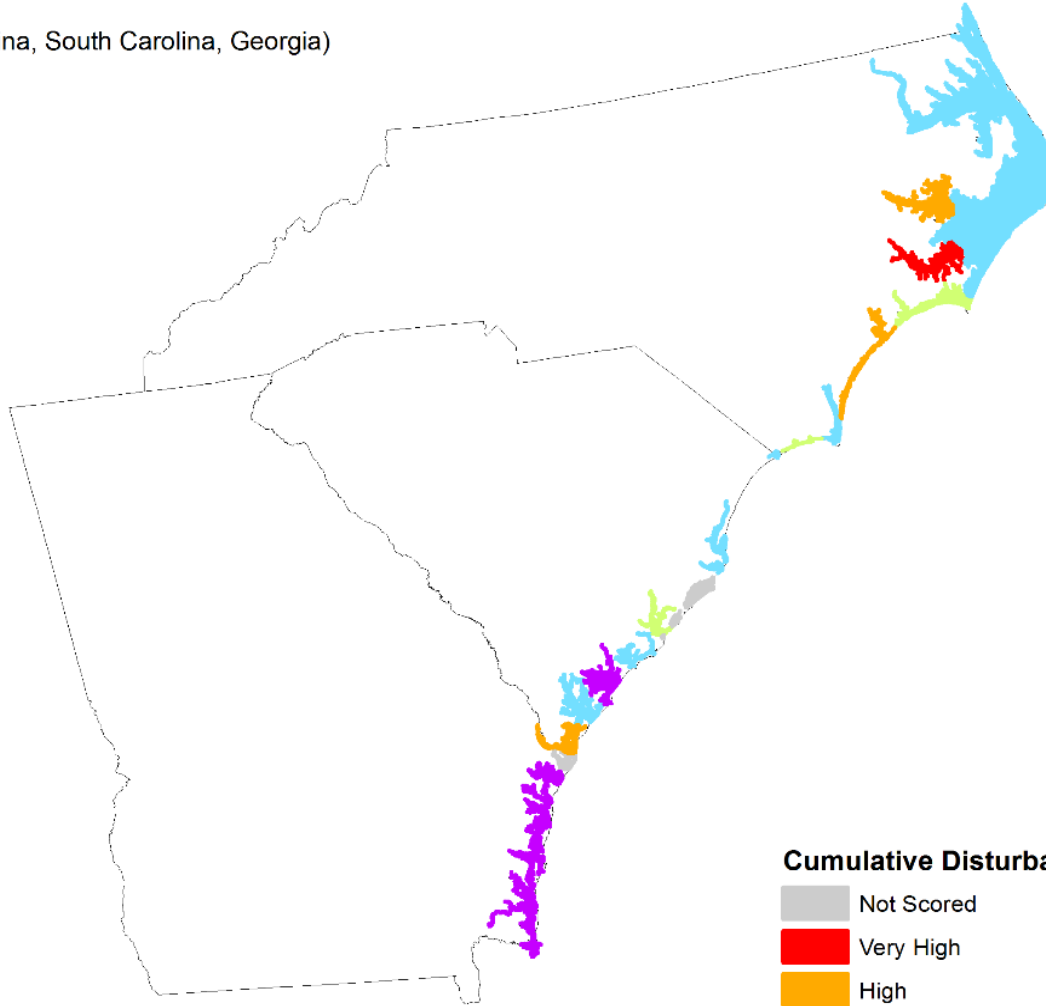 na, South Carolina, Georgia)
Cumulative Disturba
Not Scored
Very High
High